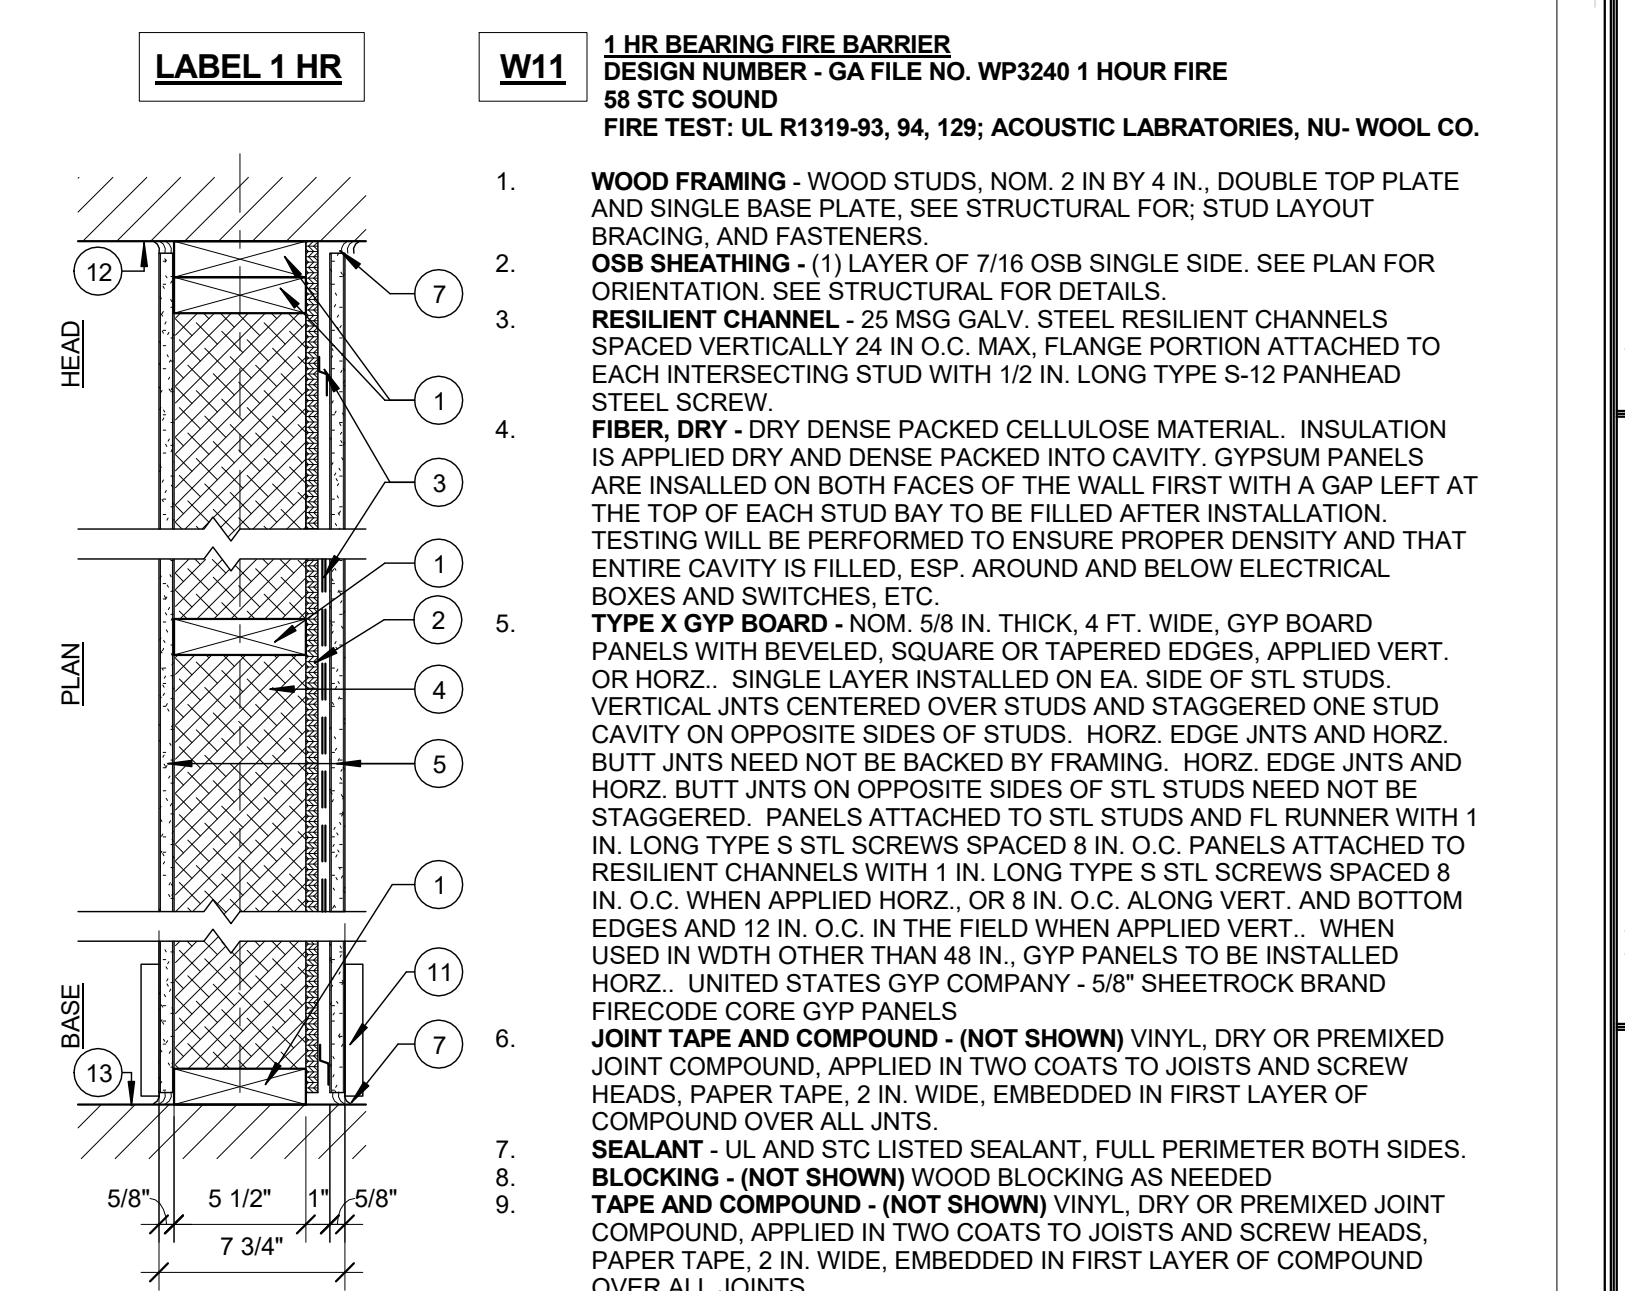 LABEL 1 HR
W11
1 HR BEARING FIRE BARRIER
DESIGN NUMBER - GA FILE NO. WP3240 1 HOUR FIRE
58 STC SOUND
FIRE TEST: UL R1319-93, 94, 129; ACOUSTIC LABRATORIES, NU- WOOL CO.
1. WOOD FRAMING - WOOD STUDS, NOM. 2 IN BY 4 IN., DOUBLE TOP PLATE
AND SINGLE BASE PLATE, SEE STRUCTURAL FOR; STUD LAYOUT
BRACING, AND FASTENERS.
2. OSB SHEATHING - (1) LAYER OF 7/16 OSB SINGLE SIDE. SEE PLAN FOR
ORIENTATION. SEE STRUCTURAL FOR DETAILS.
3. RESILIENT CHANNEL - 25 MSG GALV. STEEL RESILIENT CHANNELS
SPACED VERTICALLY 24 IN O.C. MAX, FLANGE PORTION ATTACHED TO
EACH INTERSECTING STUD WITH 1/2 IN. LONG TYPE S-12 PANHEAD
STEEL SCREW.
4. FIBER, DRY - DRY DENSE PACKED CELLULOSE MATERIAL. INSULATION
IS APPLIED DRY AND DENSE PACKED INTO CAVITY. GYPSUM PANELS
ARE INSALLED ON BOTH FACES OF THE WALL FIRST WITH A GAP LEFT AT
THE TOP OF EACH STUD BAY TO BE FILLED AFTER INSTALLATION.
TESTING WILL BE PERFORMED TO ENSURE PROPER DENSITY AND THAT
ENTIRE CAVITY IS FILLED, ESP. AROUND AND BELOW ELECTRICAL
BOXES AND SWITCHES, ETC.
5. TYPE X GYP BOARD - NOM. 5/8 IN. THICK, 4 FT. WIDE, GYP BOARD
PANELS WITH BEVELED, SQUARE OR TAPERED EDGES, APPLIED VERT.
OR HORZ.. SINGLE LAYER INSTALLED ON EA. SIDE OF STL STUDS.
VERTICAL JNTS CENTERED OVER STUDS AND STAGGERED ONE STUD
CAVITY ON OPPOSITE SIDES OF STUDS. HORZ. EDGE JNTS AND HORZ.
BUTT JNTS NEED NOT BE BACKED BY FRAMING. HORZ. EDGE JNTS AND
HORZ. BUTT JNTS ON OPPOSITE SIDES OF STL STUDS NEED NOT BE
STAGGERED. PANELS ATTACHED TO STL STUDS AND FL RUNNER WITH 1
IN. LONG TYPE S STL SCREWS SPACED 8 IN. O.C. PANELS ATTACHED TO
RESILIENT CHANNELS WITH 1 IN. LONG TYPE S STL SCREWS SPACED 8
IN. O.C. WHEN APPLIED HORZ., OR 8 IN. O.C. ALONG VERT. AND BOTTOM
EDGES AND 12 IN. O.C. IN THE FIELD WHEN APPLIED VERT.. WHEN
USED IN WDTH OTHER THAN 48 IN., GYP PANELS TO BE INSTALLED
HORZ.. UNITED STATES GYP COMPANY - 5/8" SHEETROCK BRAND
FIRECODE CORE GYP PANELS
6. JOINT TAPE AND COMPOUND - (NOT SHOWN) VINYL, DRY OR PREMIXED
JOINT COMPOUND, APPLIED IN TWO COATS TO JOISTS AND SCREW
HEADS, PAPER TAPE, 2 IN. WIDE, EMBEDDED IN FIRST LAYER OF
COMPOUND OVER ALL JNTS.
7. SEALANT - UL AND STC LISTED SEALANT, FULL PERIMETER BOTH SIDES.
8. BLOCKING - (NOT SHOWN) WOOD BLOCKING AS NEEDED
9. TAPE AND COMPOUND - (NOT SHOWN) VINYL, DRY OR PREMIXED JOINT
COMPOUND, APPLIED IN TWO COATS TO JOISTS AND SCREW HEADS,
PAPER TAPE, 2 IN. WIDE, EMBEDDED IN FIRST LAYER OF COMPOUND
OVER ALL JOINTS
HEAD
PLAN
BASE
12
7
1
3
1
2
4
5
1
11
7
13
5/8"
5 1/2"
1"
5/8"
7 3/4"